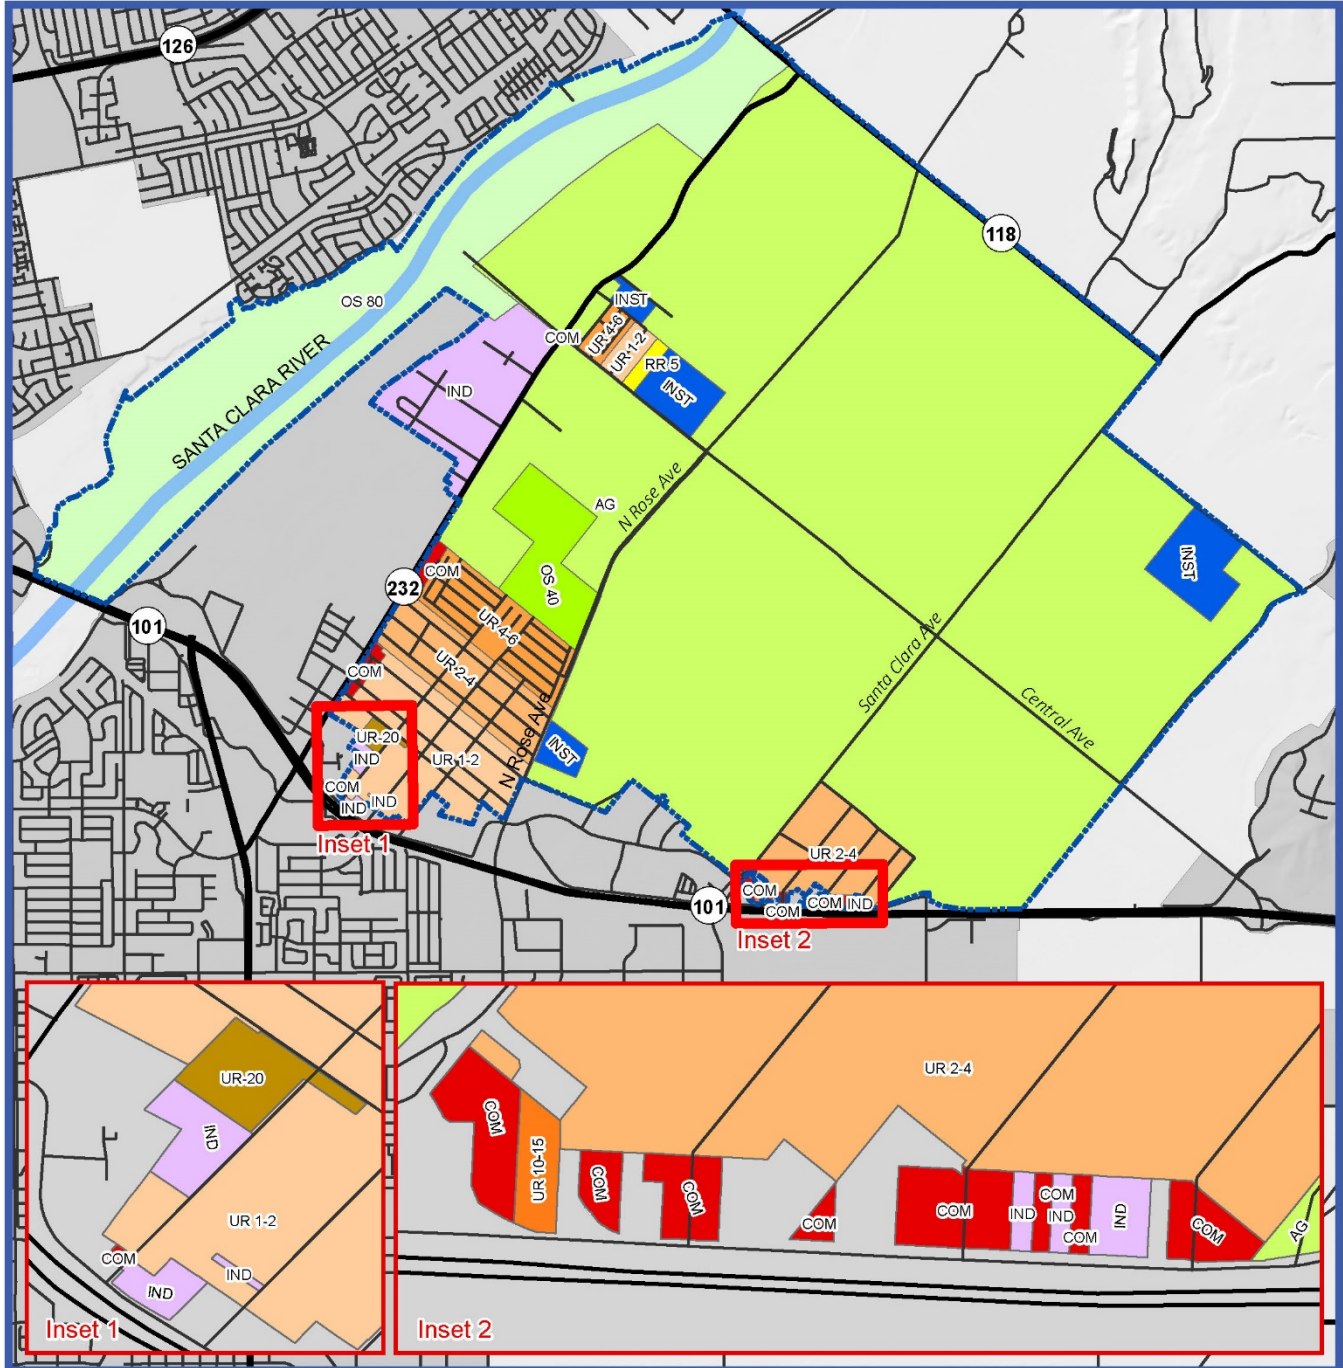 126
118
OS 80
SANTA CLARA RIVER
INST
COM
UR 4-6
UR 1-2
RR 5
INST
IND
N Rose Ave
AG
INST
OS 40
COM
232
UR 4-6
101
UR 2-4
COM
Santa Clara Ave
Central Ave
N Rose Ave
UR-20
IND
UR 1-2
INST
COM
IND
IND
Inset 1
UR 2-4
COM
COM
COM
IND
101
Inset 2
UR-20
IND
UR 1-2
COM
IND
IND
Inset 1
UR 2-4
COM
UR 10-15
COM
COM
COM
COM
IND
COM
IND
COM
IND
COM
AG
Inset 2